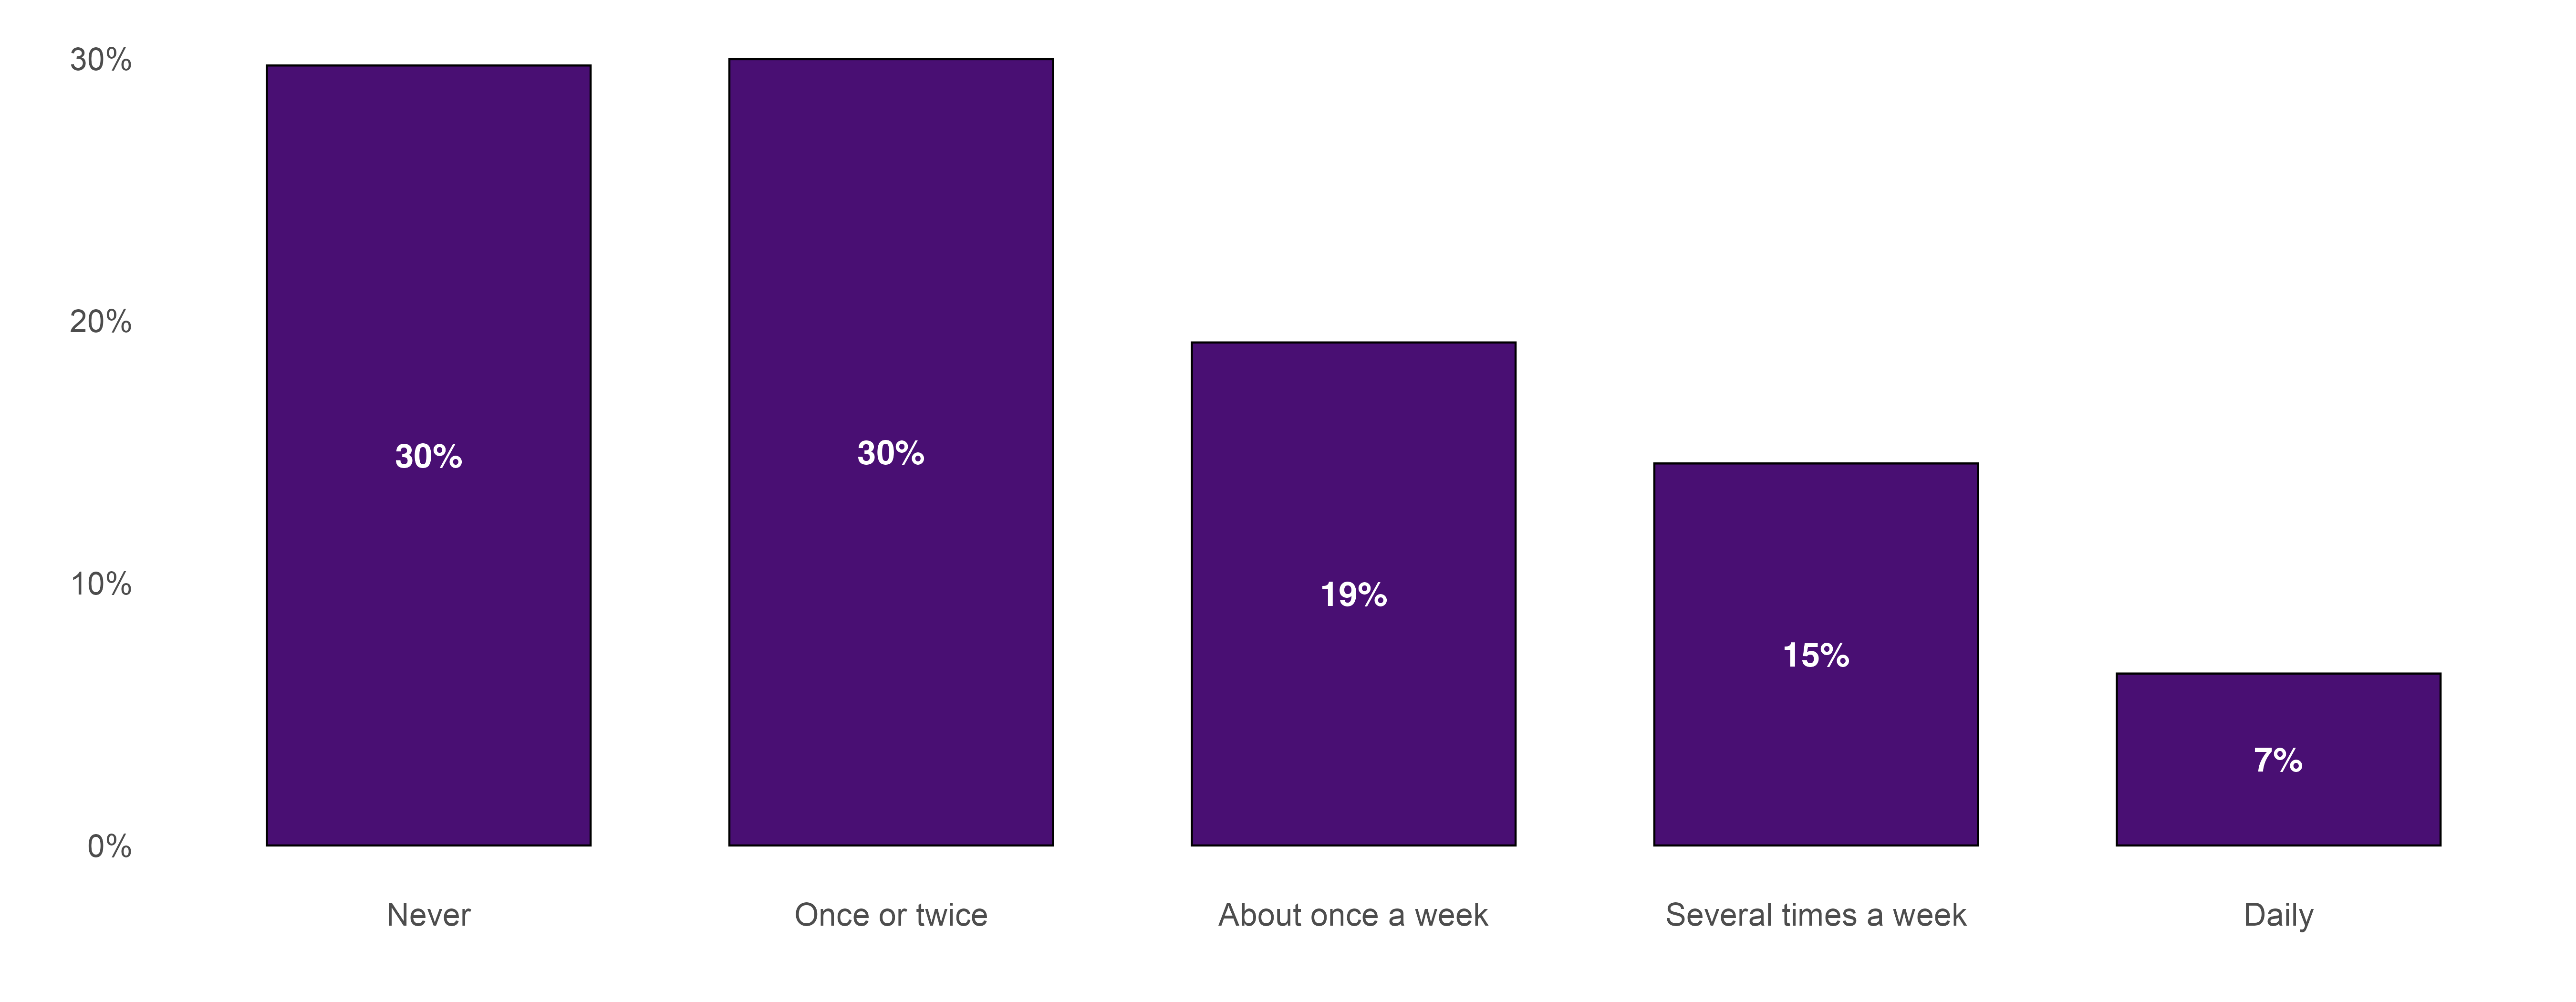 30%
20%
10%
0%
30%
30%
19%
15%
7%
Never
Once or twice
About once a week
Several times a week
Daily